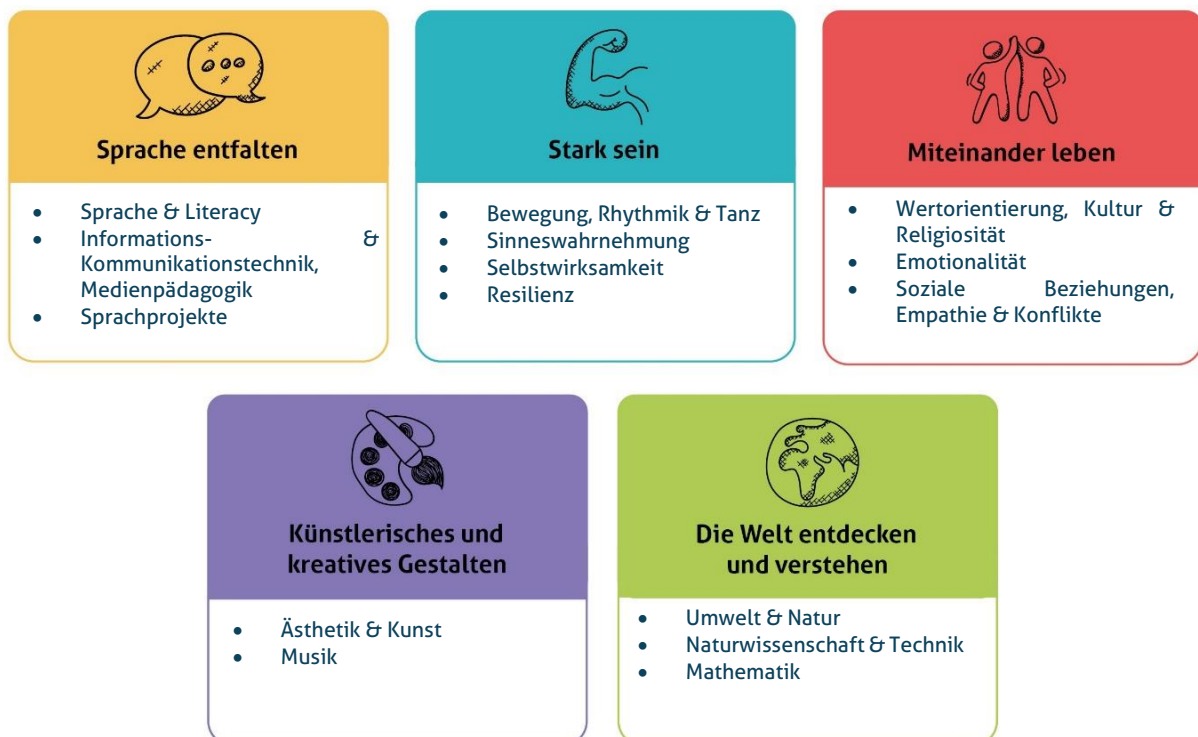 Sprache entfalten
• Sprache & Literacy
• Informations- &
Kommunikationstechnik,
Medienpädagogik
• Sprachprojekte
Stark sein
• Bewegung, Rhythmik & Tanz
• Sinneswahrnehmung
• Selbstwirksamkeit
• Resilienz
Miteinander leben
• Wertorientierung, Kultur &
Religiosität
• Emotionalität
• Soziale Beziehungen,
Empathie & Konflikte
Künstlerisches und
kreatives Gestalten
• Ästhetik & Kunst
• Musik
Die Welt entdecken
und verstehen
• Umwelt & Natur
• Naturwissenschaft & Technik
• Mathematik